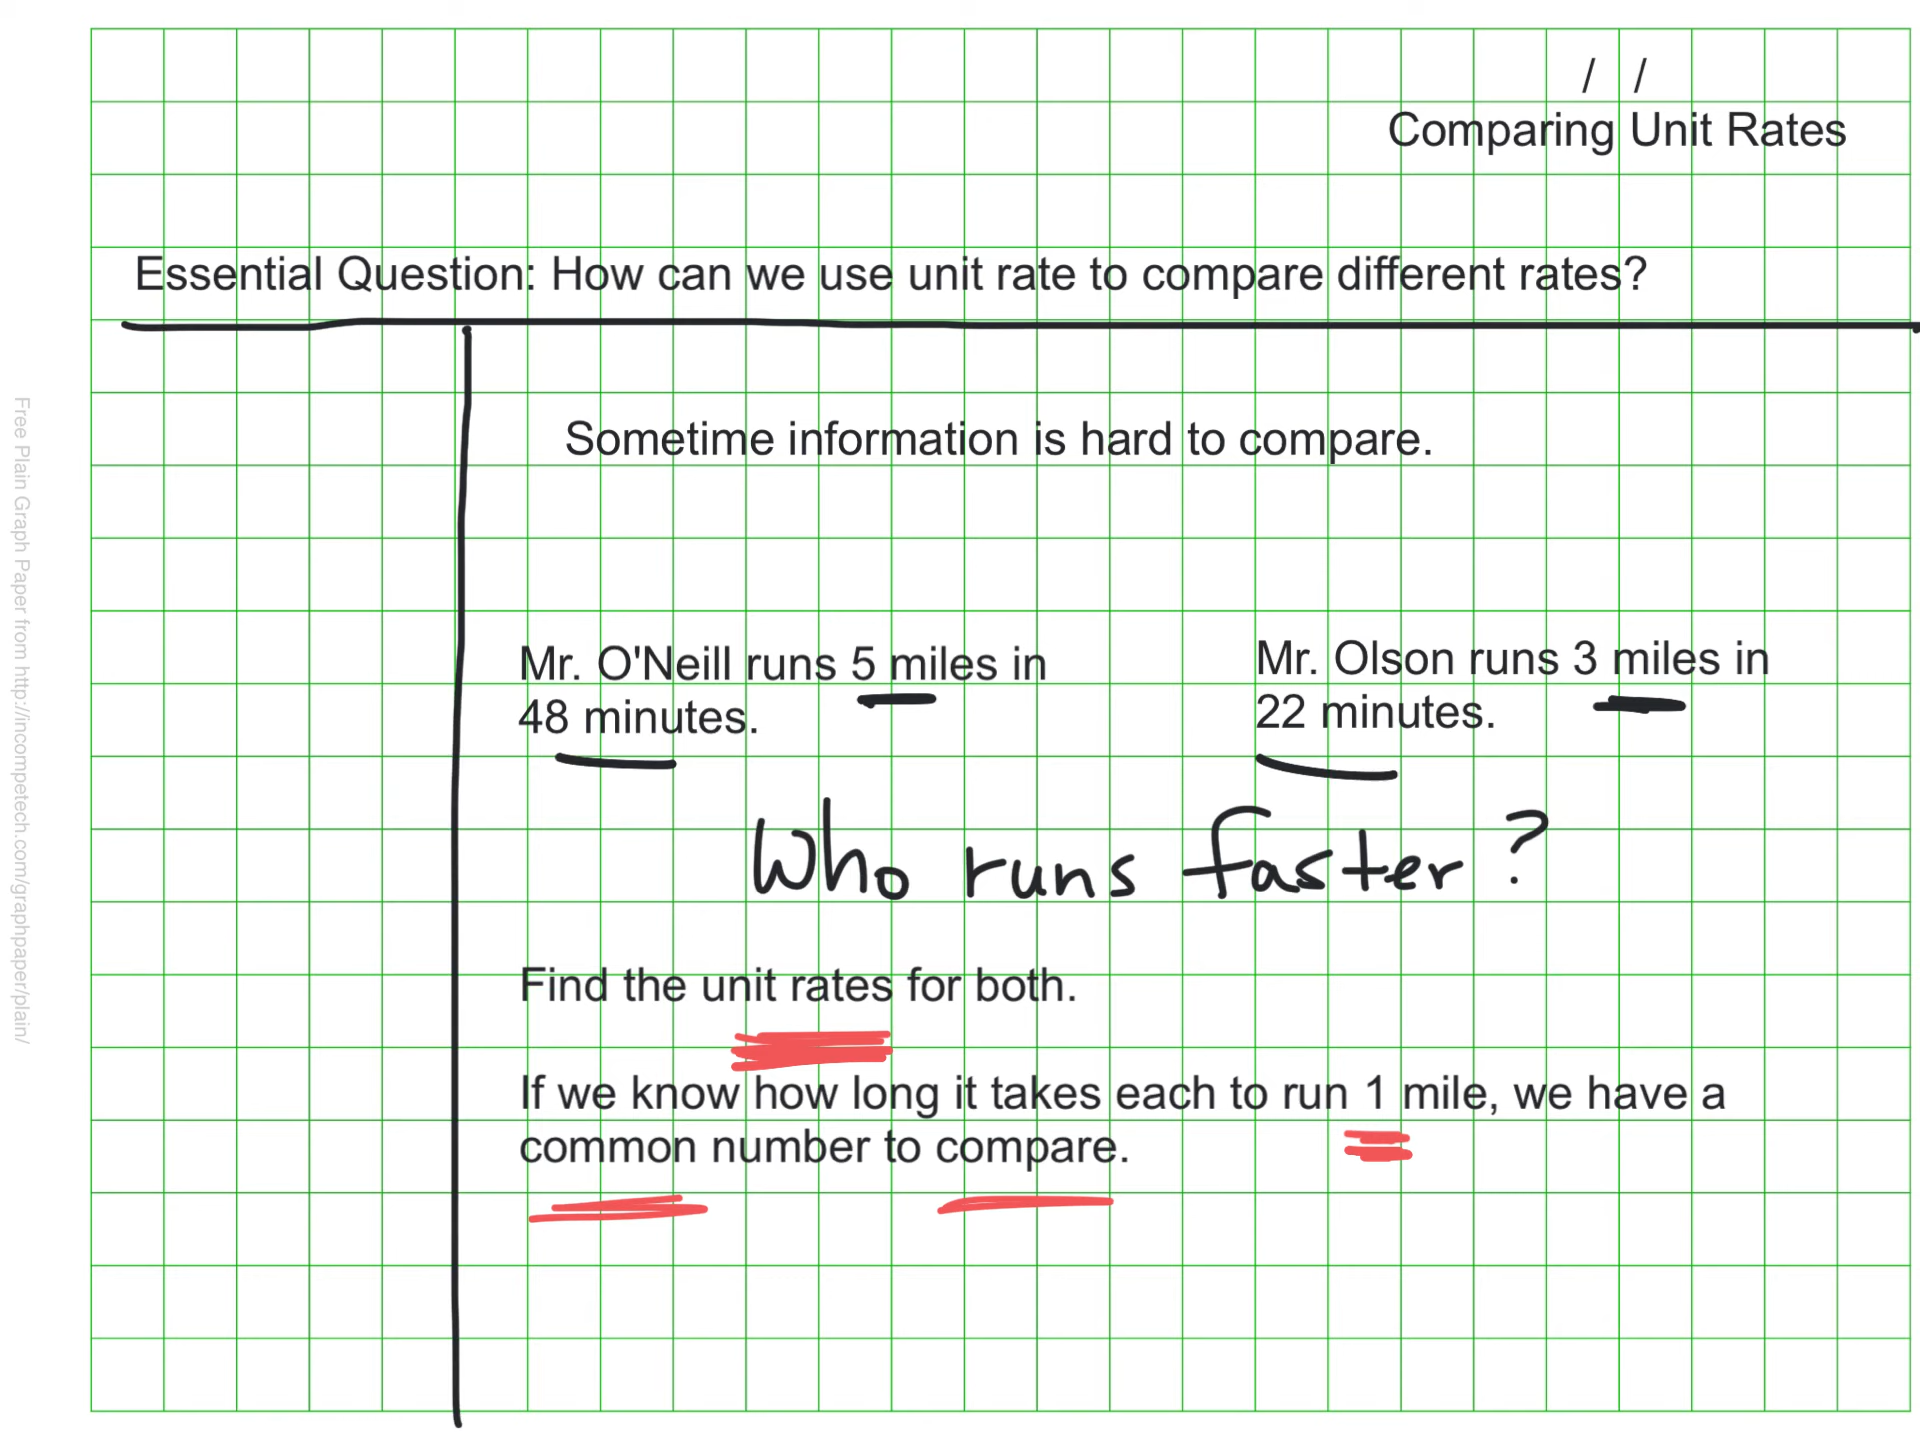 / /
Comparing Unit Rates
Essential Question: How can we use unit rate to compare different rates?
Sometime information is hard to compare.
Mr. O'Neill runs 5 miles in
48 minutes.
Mr. Olson runs 3 miles in
22 minutes.
Who runs faster?
Find the unit rates for both.
If we know how long it takes each to run 1 mile, we have a
common number to compare.
Free Plain Graph Paper from http://incompetech.com/graphpaper/plain/